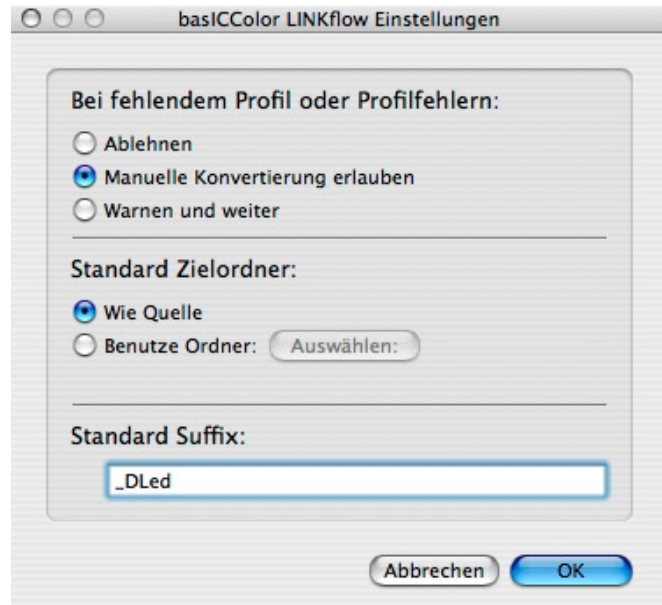 basICColor LINKflow Einstellungen
Bei fehlendem Profil oder Profilfehlern:
Ablehnen
Manuelle Konvertierung erlauben
Warnen und weiter
Standard Zielordner:
Wie Quelle
Benutze Ordner: Auswählen:
Standard Suffix:
_DLed
Abbrechen OK